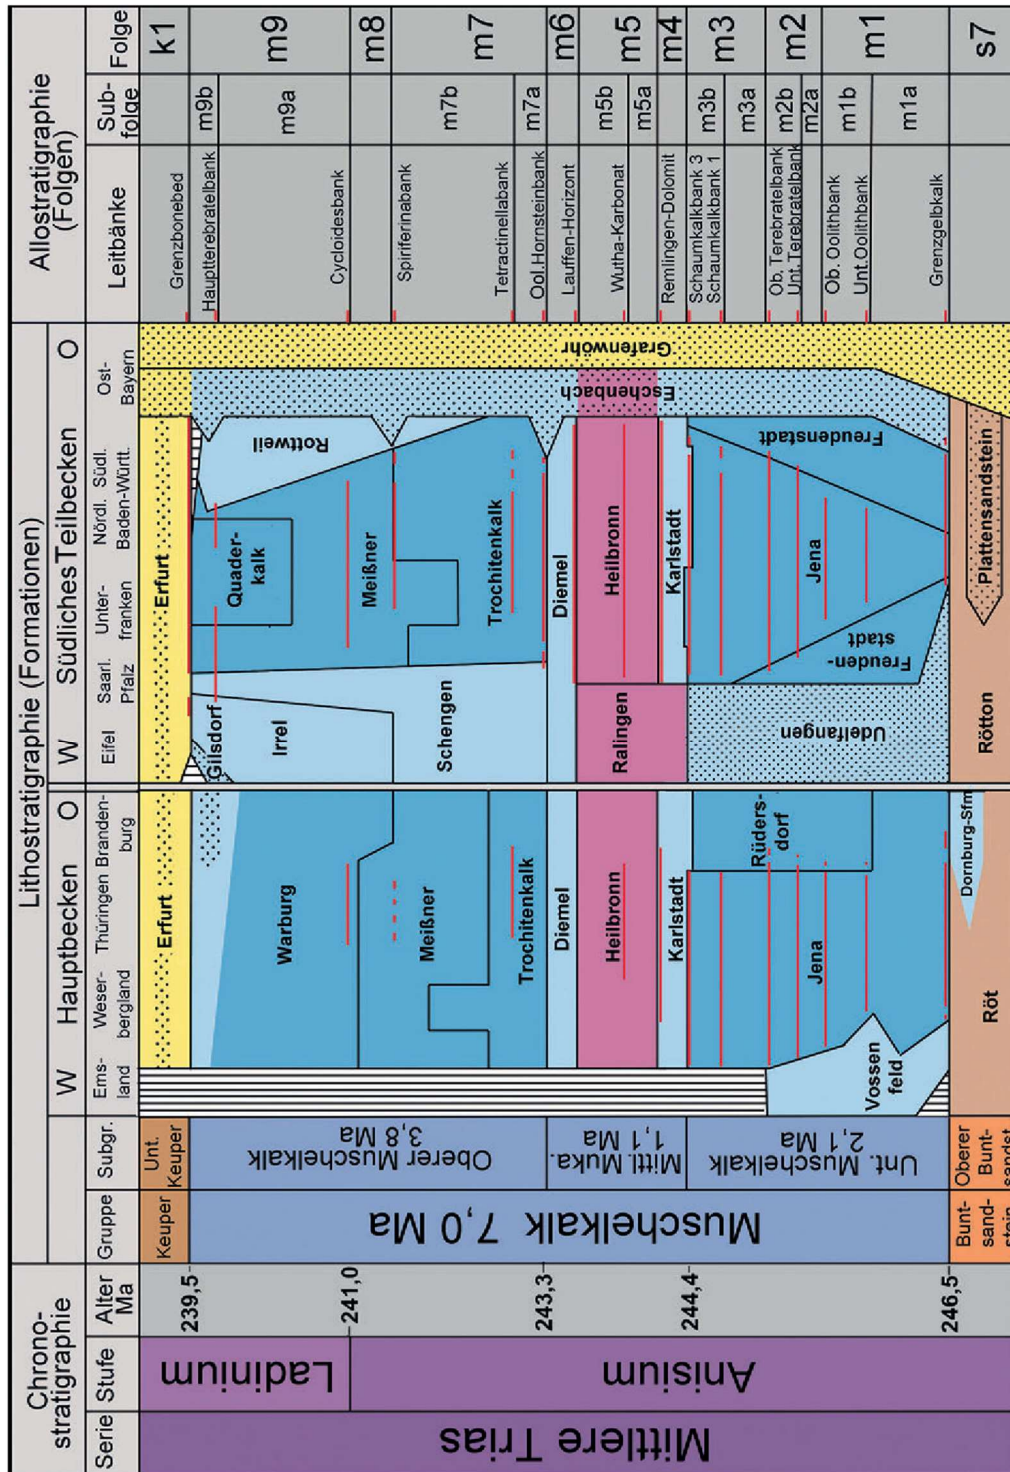 Chrono-
stratigraphie
Lithostratigraphie (Formationen)
Allostratigraphie
(Folgen)
W Hauptbecken O
W Südliches Teilbecken O
Serie
Stufe
Alter
Ma
Gruppe
Subgr.
Ems-
land
Weser-
bergland
Thüringen
Branden-
burg
Eifel
Saarl.
Pfalz
Unter-
franken
Nördl. Südl.
Baden-Württ.
Ost-
Bayern
Leitbänke
Sub-
folge
Folge
Mittlere Trias
Ladinium
Anisium
239,5
241,0
243,3
244,4
246,5
Keuper
Muschelkalk 7,0 Ma
Bunt-
sand-
stein
Unt.
Keuper
Oberer Muschelkalk
3,8 Ma
Mittl. Muka.
1,1 Ma
Unt. Muschelkalk
2,1 Ma
Oberer
Bunt-
sandst.
Erfurt
Warburg
Meißner
Trochitenkalk
Diemel
Heilbronn
Karlstadt
Jena
Rüders-
dorf
Vossen
feld
Röt
Dornburg-Sfm
Erfurt
Gilsdorf
Irrel
Schengen
Quader-
kalk
Rottweil
Meißner
Trochitenkalk
Diemel
Ralingen
Heilbronn
Karlstadt
Udelfangen
Freuden-
stadt
Jena
Freudenstadt
Eschenbach
Grafenwöhr
Rötton
Plattensandstein
Grenzbonebed
Hauptterebratelbank
Cycloidesbank
Spiriferinabank
Tetractinellabank
Ool.Hornsteinbank
Lauffen-Horizont
Wutha-Karbonat
Remlingen-Dolomit
Schaumkalkbank 3
Schaumkalkbank 1
Ob. Terebratelbank
Unt. Terebratelbank
Ob. Oolithbank
Unt.Oolithbank
Grenzgelbkalk
m9b
m9a
m7b
m7a
m5b
m5a
m3b
m3a
m2b
m2a
m1b
m1a
k1
m9
m8
m7
m6
m5
m4
m3
m2
m1
s7